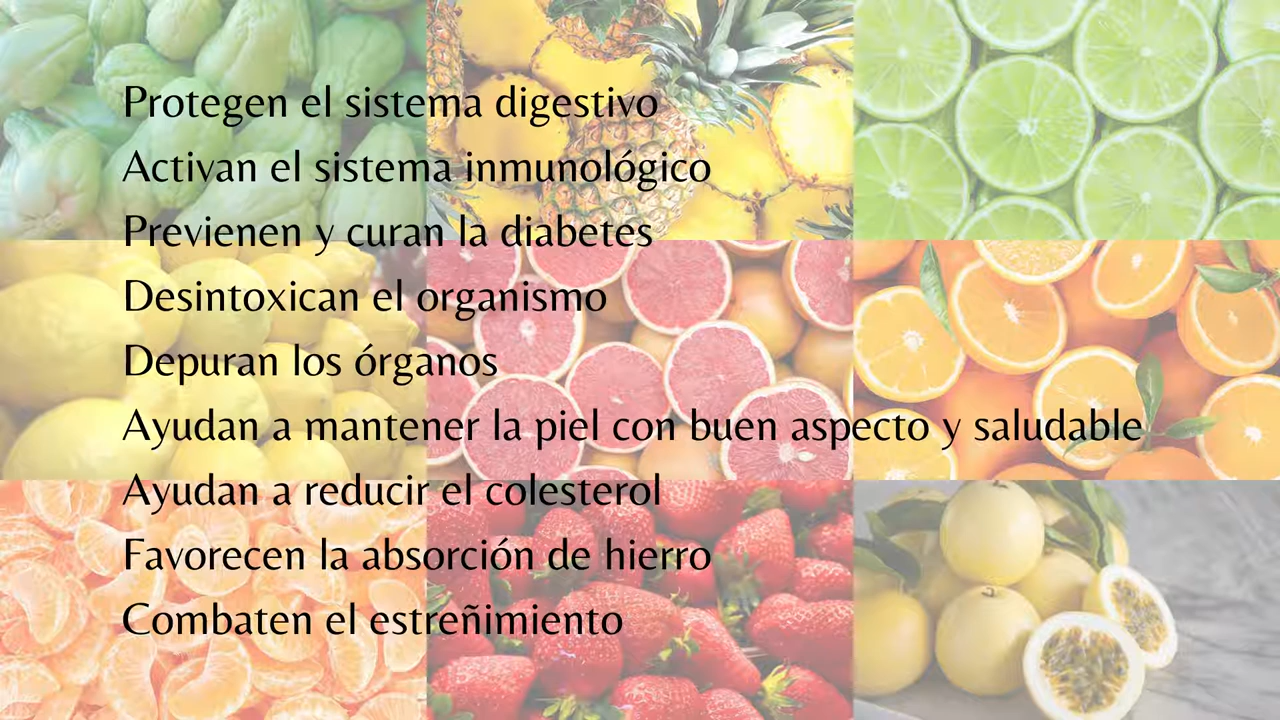 Protegen el sistema digestivo
Activan el sistema inmunológico
Previenen y curan la diabetes
Desintoxican el organismo
Depuran los órganos
Ayudan a mantener la piel con buen aspecto y saludable
Ayudan a reducir el colesterol
Favorecen la absorción de hierro
Combaten el estreñimiento